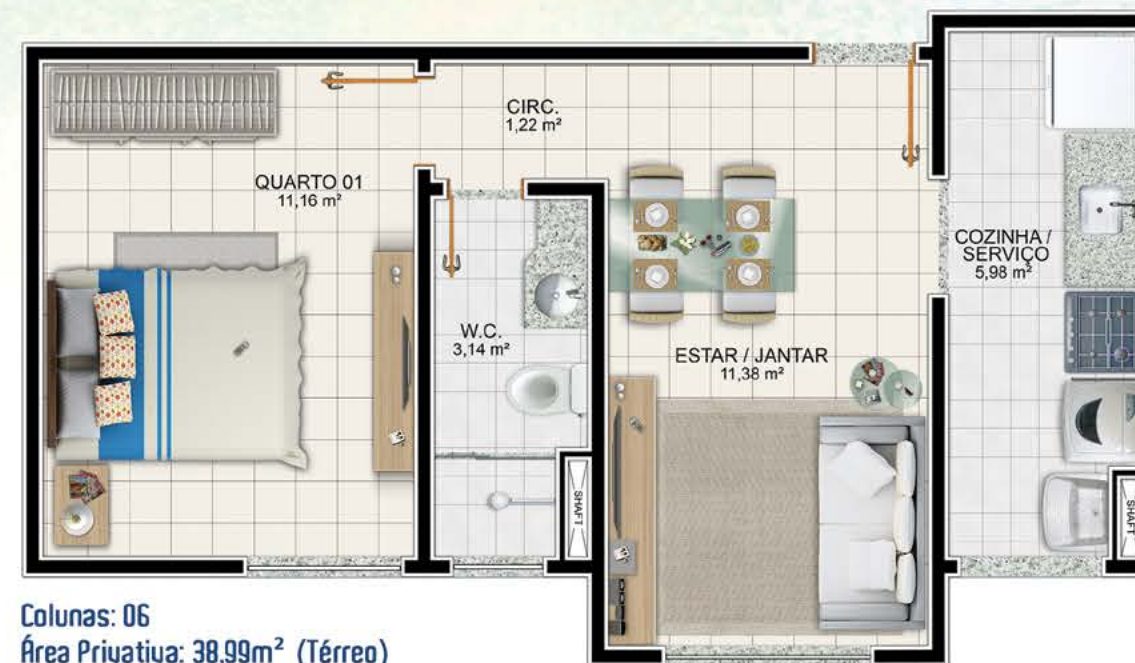 CIRC.
1,22 m²
QUARTO 01
11,16 m²
COZINHA /
SERVIÇO
5,98 m²
W.C.
3,14 m²
ESTAR / JANTAR
11,38 m²
SHAFT
SHAFT
Colunas: 06
Área Privativa: 38,99m² (Térreo)